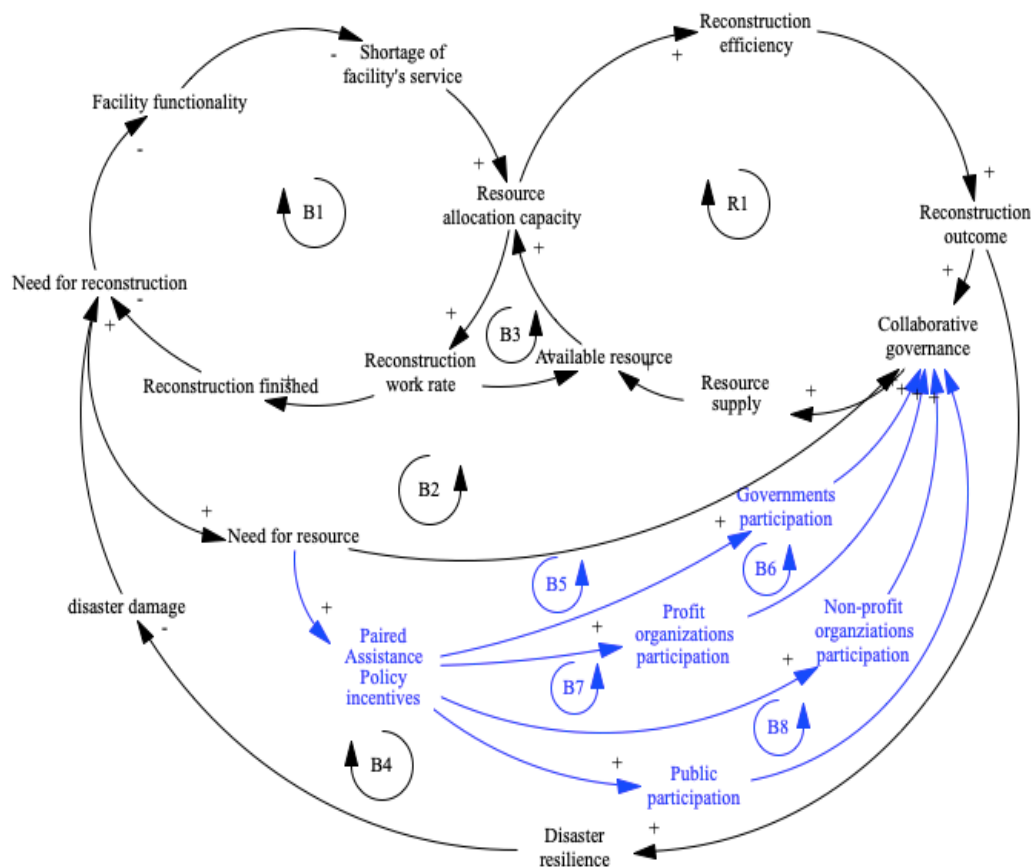 Reconstruction
efficiency
Shortage of
facility's service
Facility functionality
Resource
allocation capacity
B1
R1
Reconstruction
outcome
Need for reconstruction
Collaborative
governance
B3
Available resource
Reconstruction
work rate
Reconstruction finished
Resource
supply
B2
Governments
participation
Need for resource
B5
B6
disaster damage
Profit
organizations
participation
Non-profit
organziations
participation
Paired
Assistance
Policy
incentives
B7
B8
B4
Public
participation
Disaster
resilience